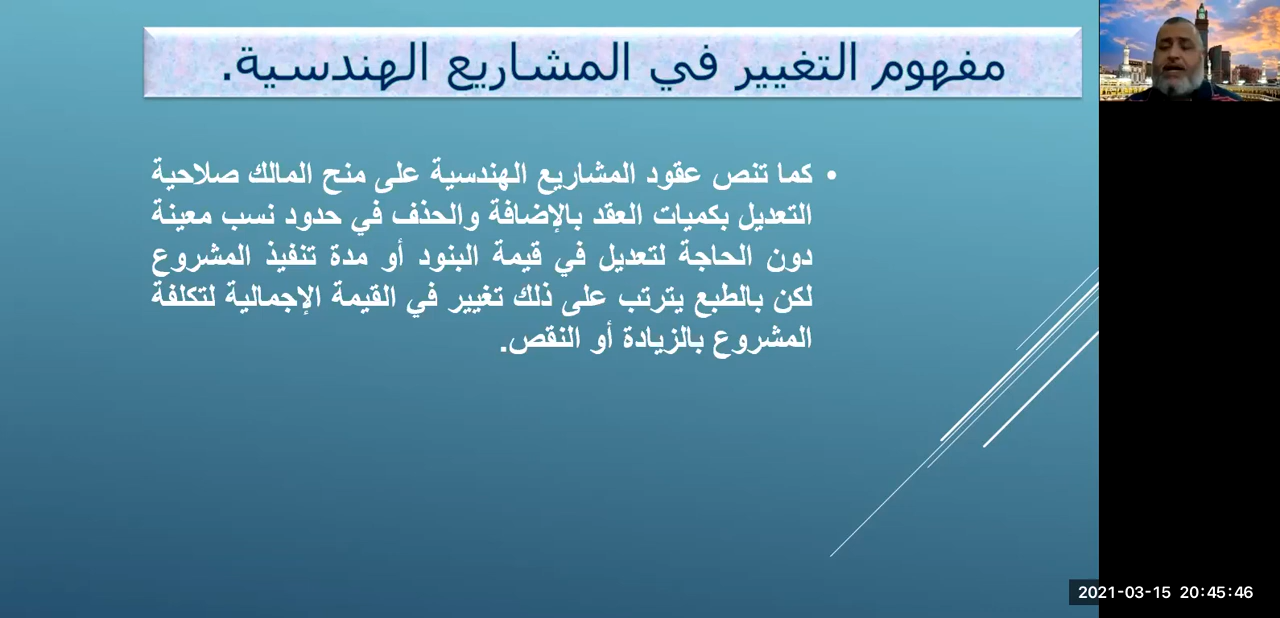 مفهوم التغيير في المشاريع الهندسية.
• كما تنص عقود المشاريع الهندسية على منح المالك صلاحية
التعديل بكميات العقد بالإضافة والحذف في حدود نسب معينة
دون الحاجة لتعديل في قيمة البنود أو مدة تنفيذ المشروع
لكن بالطبع يترتب على ذلك تغيير في القيمة الإجمالية لتكلفة
المشروع بالزيادة أو النقص.
2021-03-15 20:45:46